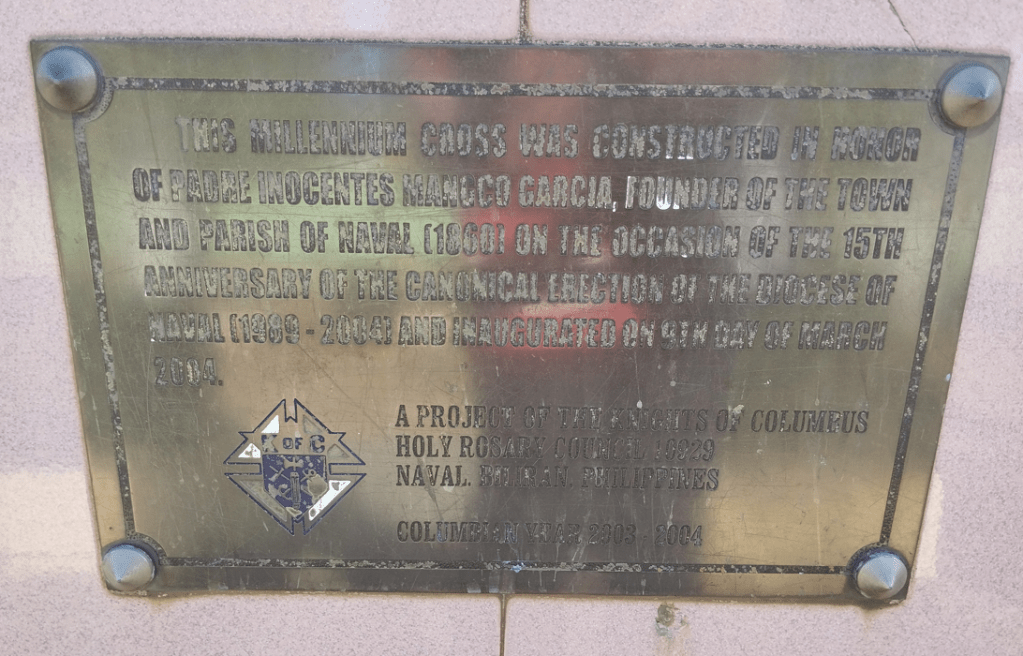 THIS MILLENNIUM CROSS WAS CONSTRUCTED IN HONOR
OF PADRE INOCENTES MANOCO GARCIA, FOUNDER OF THE TOWN
AND PARISH OF NAVAL (1860) ON THE OCCASION OF THE 15TH
ANNIVERSARY OF THE CANONICAL ERECTION OF THE DIOCESE OF
NAVAL (1989 - 2004) AND INAUGURATED ON 9TH DAY OF MARCH
2004.
K OF C
A PROJECT OF THE KNIGHTS OF COLUMBUS
HOLY ROSARY COUNCIL
NAVAL, BILIRAN, PHILIPPINES
COLUMBIAN YEAR 2003 - 2004